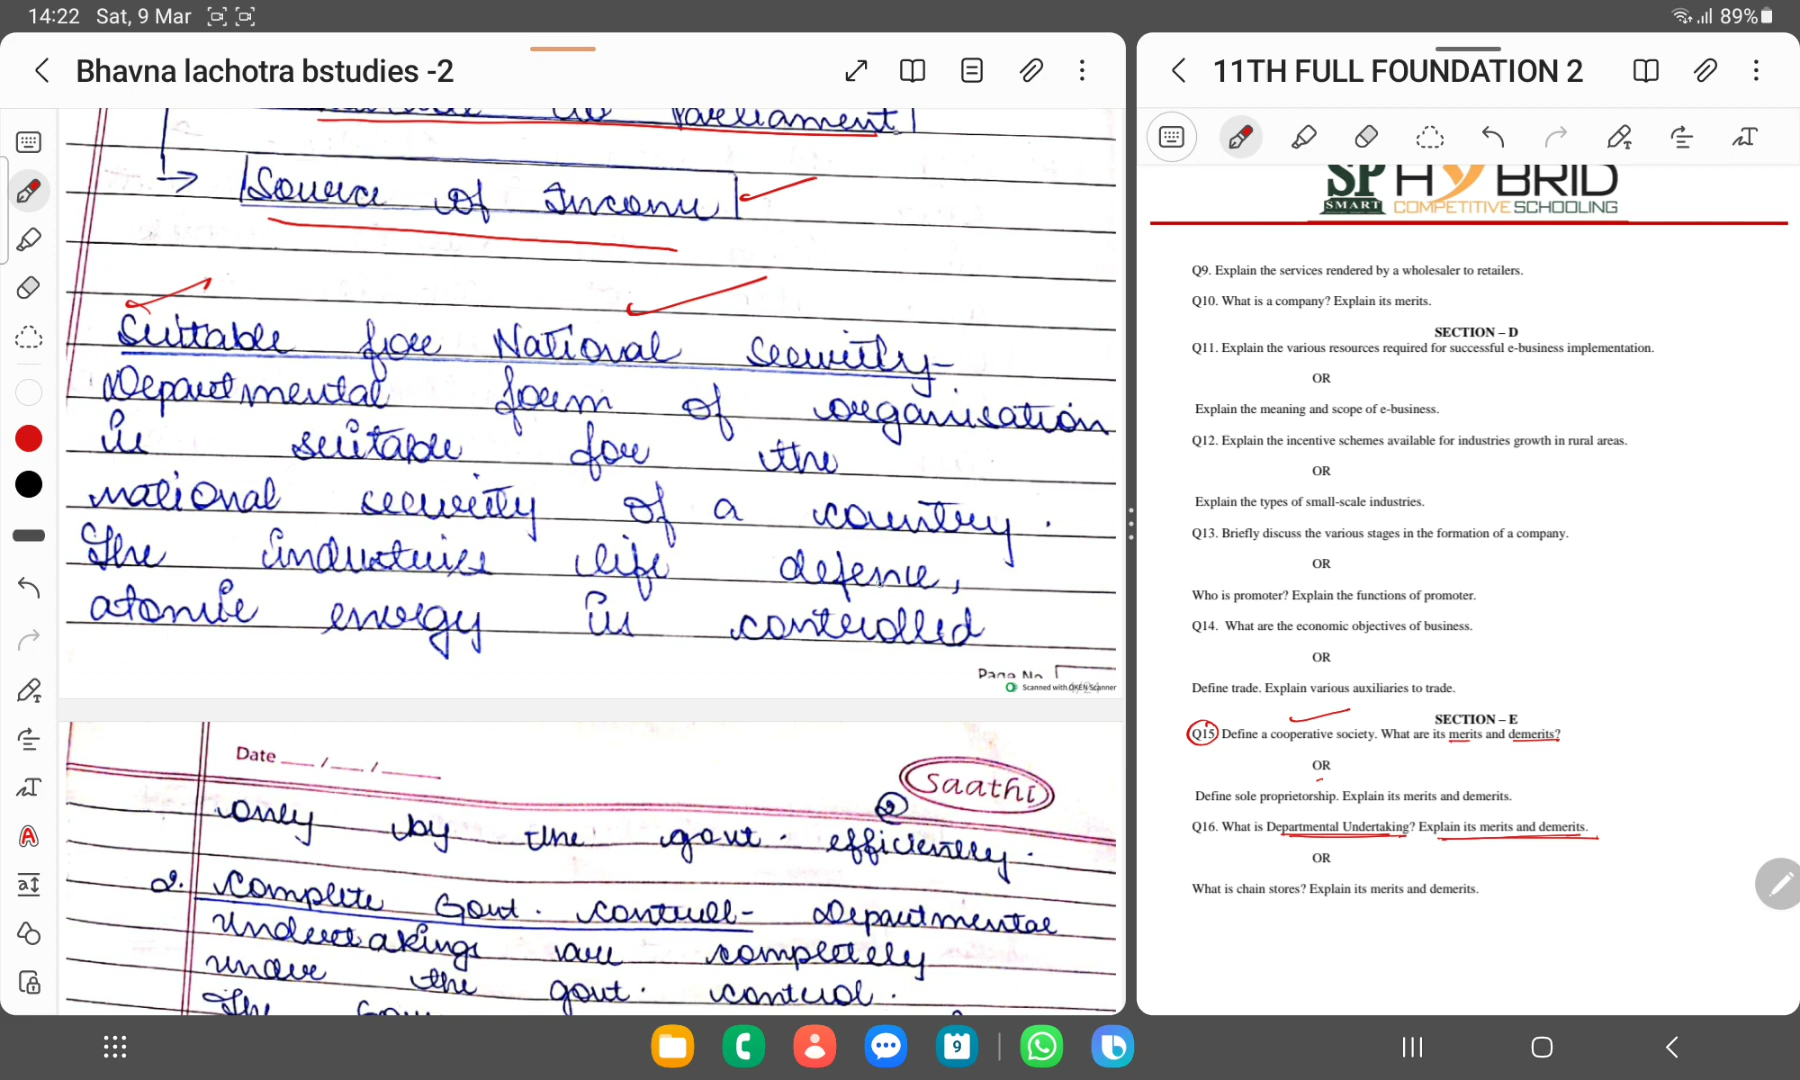 14:22 Sat, 9 Mar
89%
Bhavna lachotra bstudies -2
Parliament
Source of Income
Suitable for National security-
Departmental form of organisation
is suitable for the
national security of a country.
The industries like defence,
atomic energy is controlled
Page No.
Scanned with OKEN Scanner
Date __/__/____
saathi
2
only by the govt. efficiently.
2. Complete Govt. control- Departmental
undertakings are completely
under the govt. control.
The
11TH FULL FOUNDATION 2
SP HYBRID
SMART COMPETITIVE SCHOOLING
Q9. Explain the services rendered by a wholesaler to retailers.
Q10. What is a company? Explain its merits.
SECTION – D
Q11. Explain the various resources required for successful e-business implementation.
OR
Explain the meaning and scope of e-business.
Q12. Explain the incentive schemes available for industries growth in rural areas.
OR
Explain the types of small-scale industries.
Q13. Briefly discuss the various stages in the formation of a company.
OR
Who is promoter? Explain the functions of promoter.
Q14. What are the economic objectives of business.
OR
Define trade. Explain various auxiliaries to trade.
SECTION – E
Q15 Define a cooperative society. What are its merits and demerits?
OR
Define sole proprietorship. Explain its merits and demerits.
Q16. What is Departmental Undertaking? Explain its merits and demerits.
OR
What is chain stores? Explain its merits and demerits.
9